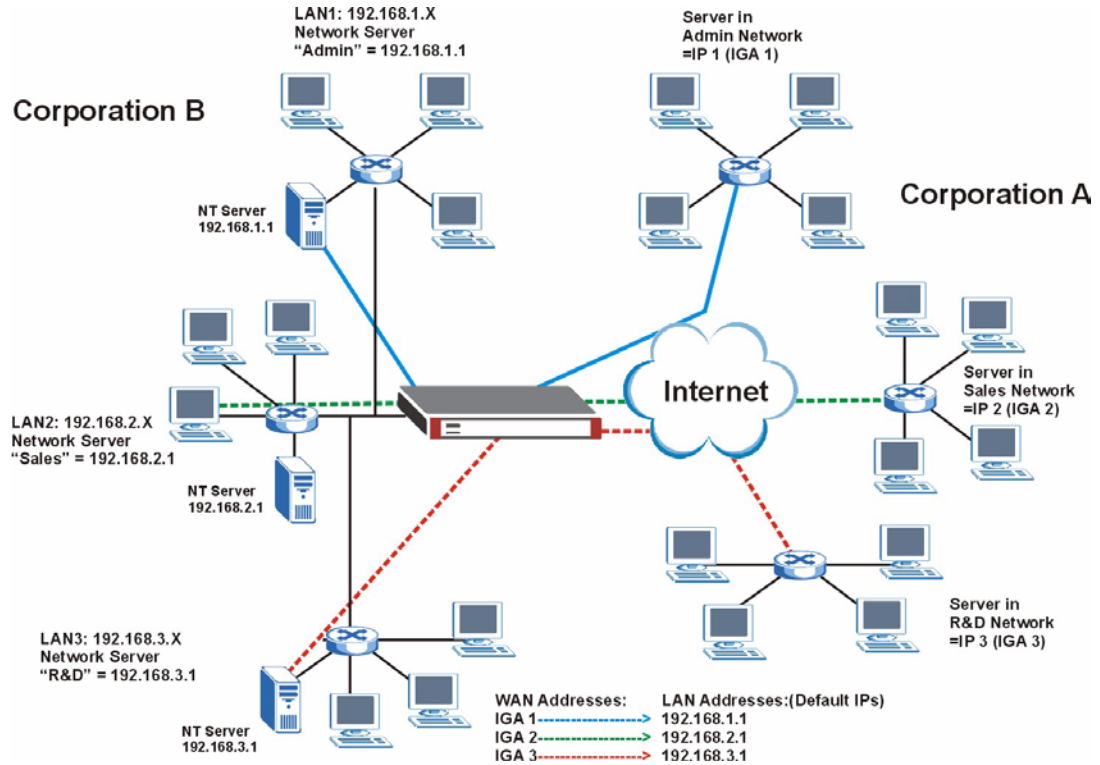 LAN1: 192.168.1.X
Network Server
“Admin” = 192.168.1.1
Server in
Admin Network
=IP 1 (IGA 1)
Corporation B
Corporation A
NT Server
192.168.1.1
Internet
Server in
Sales Network
=IP 2 (IGA 2)
LAN2: 192.168.2.X
Network Server
“Sales” = 192.168.2.1
NT Server
192.168.2.1
LAN3: 192.168.3.X
Network Server
“R&D” = 192.168.3.1
Server in
R&D Network
=IP 3 (IGA 3)
NT Server
192.168.3.1
WAN Addresses: LAN Addresses:(Default IPs)
IGA 1 192.168.1.1
IGA 2 192.168.2.1
IGA 3 192.168.3.1